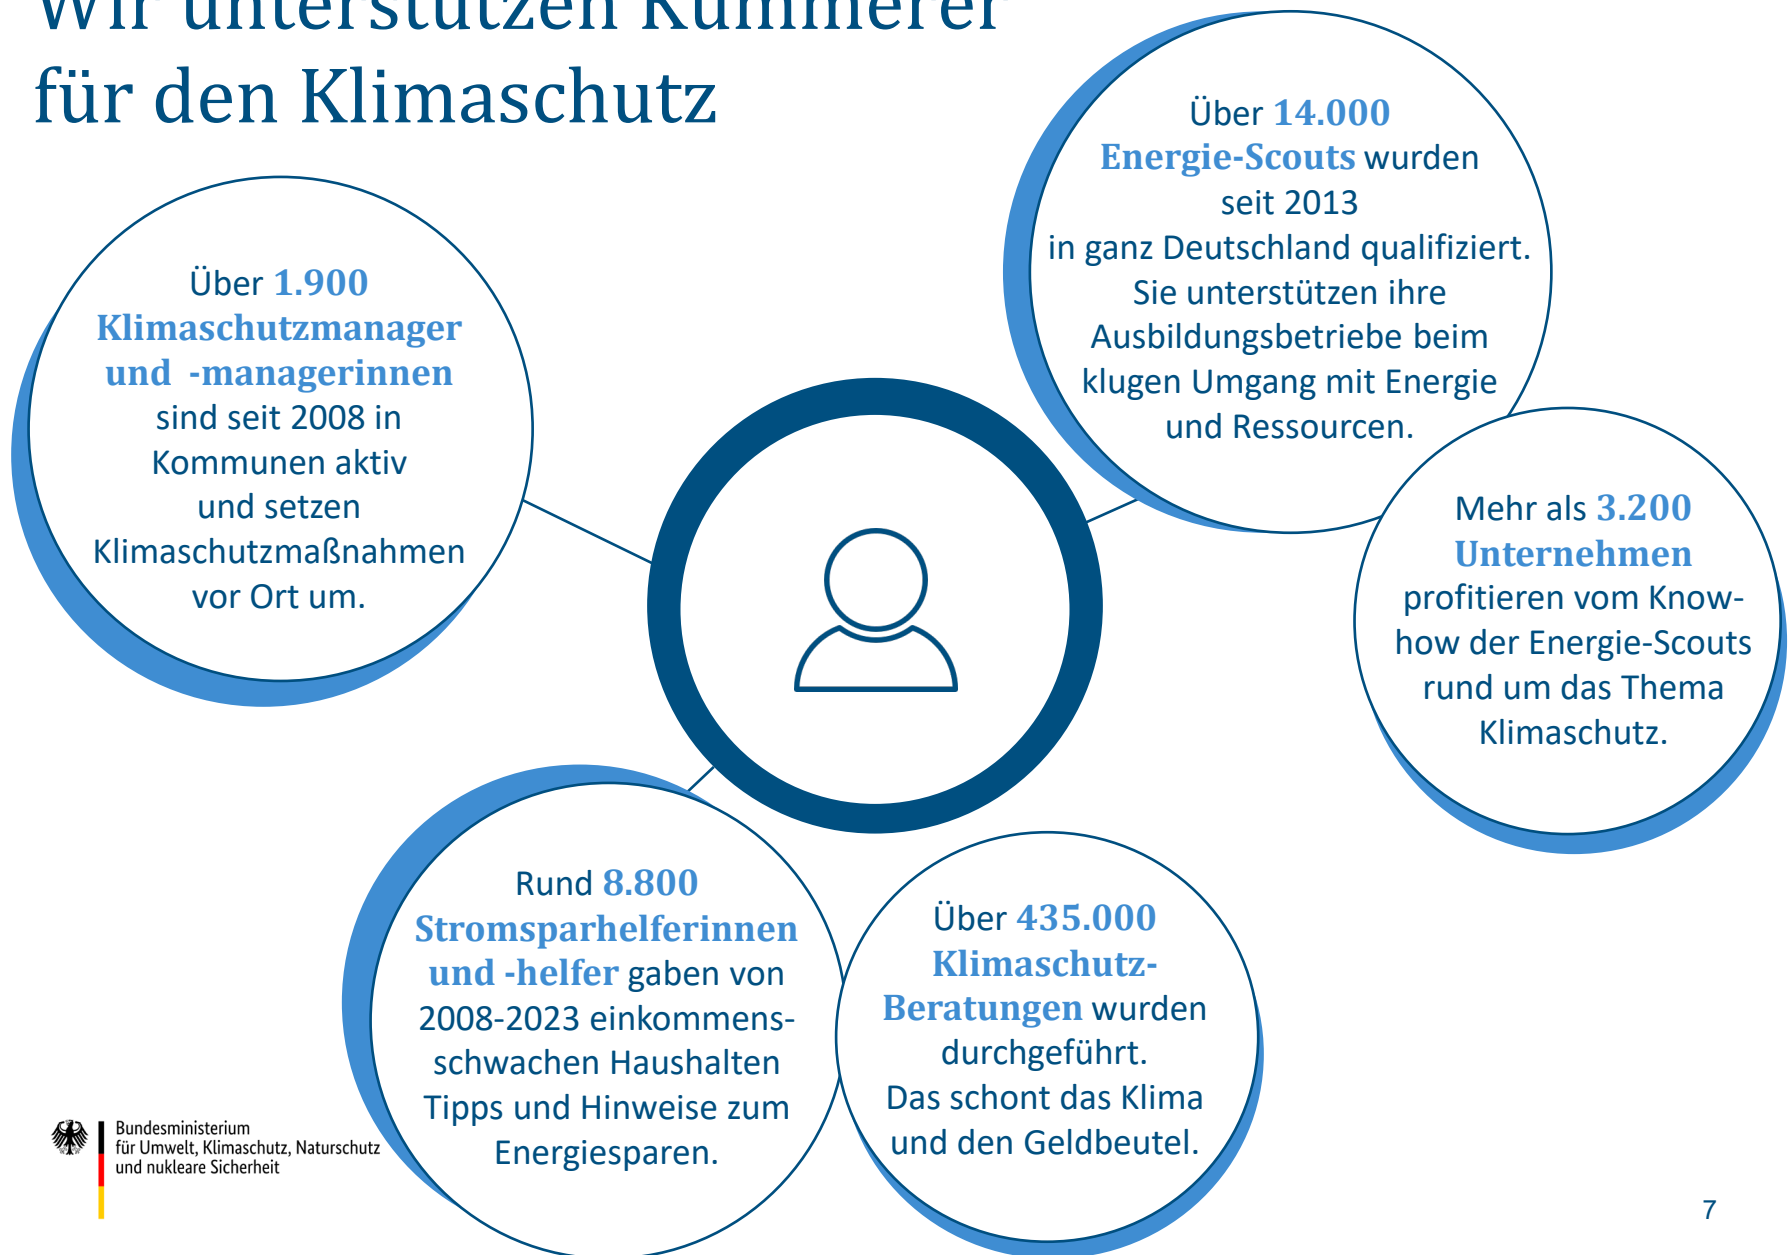 Wir unterstützen Kümmerer
für den Klimaschutz
Über 1.900
Klimaschutzmanager
und -managerinnen
sind seit 2008 in
Kommunen aktiv
und setzen
Klimaschutzmaßnahmen
vor Ort um.
Über 14.000
Energie-Scouts wurden
seit 2013
in ganz Deutschland qualifiziert.
Sie unterstützen ihre
Ausbildungsbetriebe beim
klugen Umgang mit Energie
und Ressourcen.
Mehr als 3.200
Unternehmen
profitieren vom Know-
how der Energie-Scouts
rund um das Thema
Klimaschutz.
Rund 8.800
Stromsparhelferinnen
und -helfer gaben von
2008-2023 einkommens-
schwachen Haushalten
Tipps und Hinweise zum
Energiesparen.
Über 435.000
Klimaschutz-
Beratungen wurden
durchgeführt.
Das schont das Klima
und den Geldbeutel.
Bundesministerium
für Umwelt, Klimaschutz, Naturschutz
und nukleare Sicherheit
7